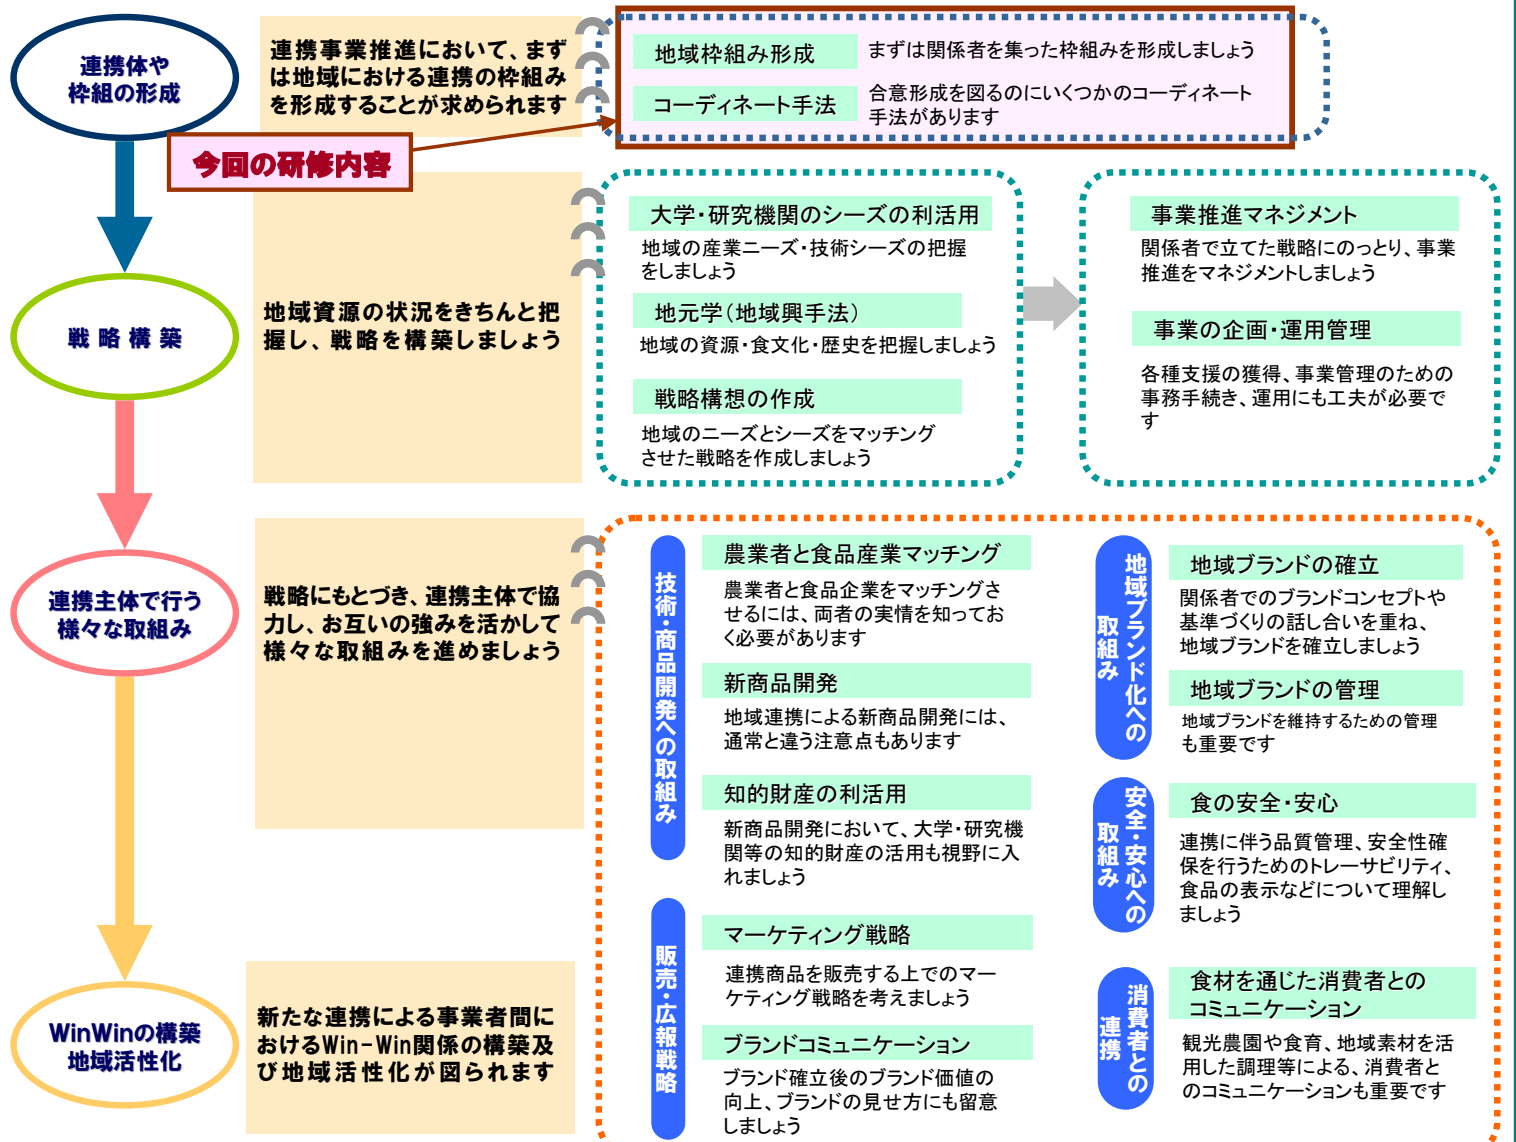 連携体や
枠組の形成
連携事業推進において、まず
は地域における連携の枠組み
を形成することが求められます
地域枠組み形成
まずは関係者を集った枠組みを形成しましょう
コーディネート手法
合意形成を図るのにいくつかのコーディネート
手法があります
今回の研修内容
戦略構築
地域資源の状況をきちんと把
握し、戦略を構築しましょう
大学・研究機関のシーズの利活用
地域の産業ニーズ・技術シーズの把握
をしましょう
地元学（地域興手法）
地域の資源・食文化・歴史を把握しましょう
戦略構想の作成
地域のニーズとシーズをマッチング
させた戦略を作成しましょう
事業推進マネジメント
関係者で立てた戦略にのっとり、事業
推進をマネジメントしましょう
事業の企画・運用管理
各種支援の獲得、事業管理のための
事務手続き、運用にも工夫が必要で
す
連携主体で行う
様々な取組み
戦略にもとづき、連携主体で協
力し、お互いの強みを活かして
様々な取組みを進めましょう
技術・商品開発への取組み
農業者と食品産業マッチング
農業者と食品企業をマッチングさ
せるには、両者の実情を知ってお
く必要があります
新商品開発
地域連携による新商品開発には、
通常と違う注意点もあります
知的財産の利活用
新商品開発において、大学・研究機
関等の知的財産の活用も視野に入
れましょう
販売・広報戦略
マーケティング戦略
連携商品を販売する上でのマー
ケティング戦略を考えましょう
ブランドコミュニケーション
ブランド確立後のブランド価値の
向上、ブランドの見せ方にも留意
しましょう
地域ブランド化への
取組み
地域ブランドの確立
関係者でのブランドコンセプトや
基準づくりの話し合いを重ね、
地域ブランドを確立しましょう
地域ブランドの管理
地域ブランドを維持するための管理
も重要です
安全・安心への
取組み
食の安全・安心
連携に伴う品質管理、安全性確
保を行うためのトレーサビリティ、
食品の表示などについて理解し
ましょう
消費者との
連携
食材を通じた消費者との
コミュニケーション
観光農園や食育、地域素材を活
用した調理等による、消費者と
のコミュニケーションも重要です
WinWinの構築
地域活性化
新たな連携による事業者間に
おけるWin-Win関係の構築及
び地域活性化が図られます